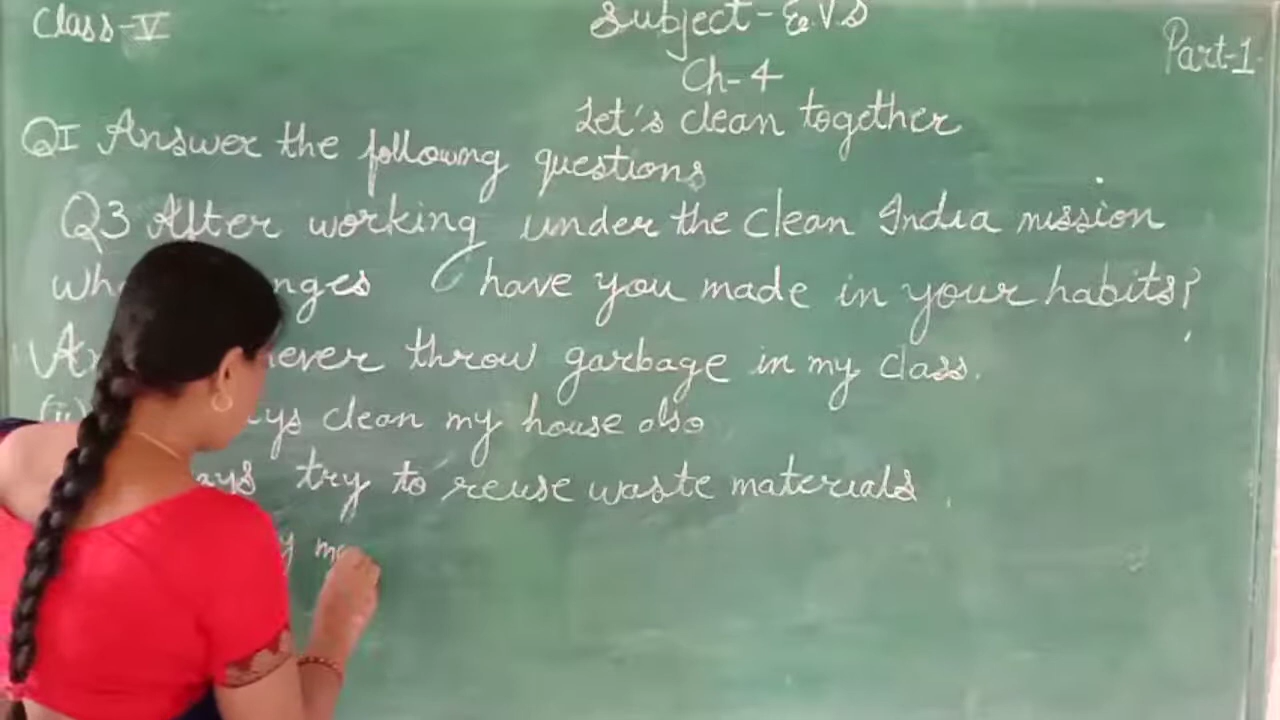 Class-V
Subject-E.V.S
Part-1
Ch-4
Let's clean together
QI Answer the following questions
Q3 After working under the clean India mission
have you made in your habits?
never throw garbage in my class.
clean my house also
try to reuse waste materials.